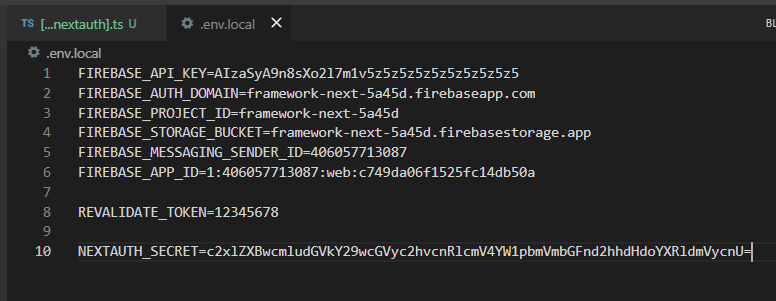 TS [...nextauth].ts U
.env.local ×
BL
.env.local
1 FIREBASE_API_KEY=AIzaSyA9n8sXo2l7m1v5z5z5z5z5z5z5z5z5z5
2 FIREBASE_AUTH_DOMAIN=framework-next-5a45d.firebaseapp.com
3 FIREBASE_PROJECT_ID=framework-next-5a45d
4 FIREBASE_STORAGE_BUCKET=framework-next-5a45d.firebasestorage.app
5 FIREBASE_MESSAGING_SENDER_ID=406057713087
6 FIREBASE_APP_ID=1:406057713087:web:c749da06f1525fc14db50a
7
8 REVALIDATE_TOKEN=12345678
9
10 NEXTAUTH_SECRET=c2xlZXBwcmludGVkY29wcGVyc2hvcnRlcmV4YW1pbmVmbGFnd2hhdHdoYXRldmVycnU=